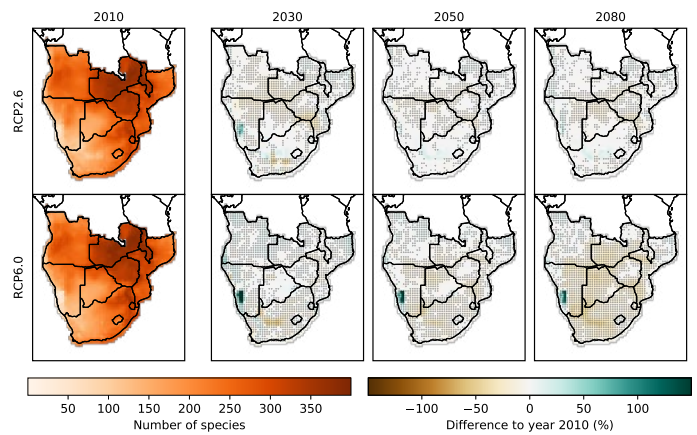 2010 2030 2050 2080
RCP2.6
RCP6.0
50 100 150 200 250 300 350 −100 −50 0 50 100
Number of species Difference to year 2010 (%)